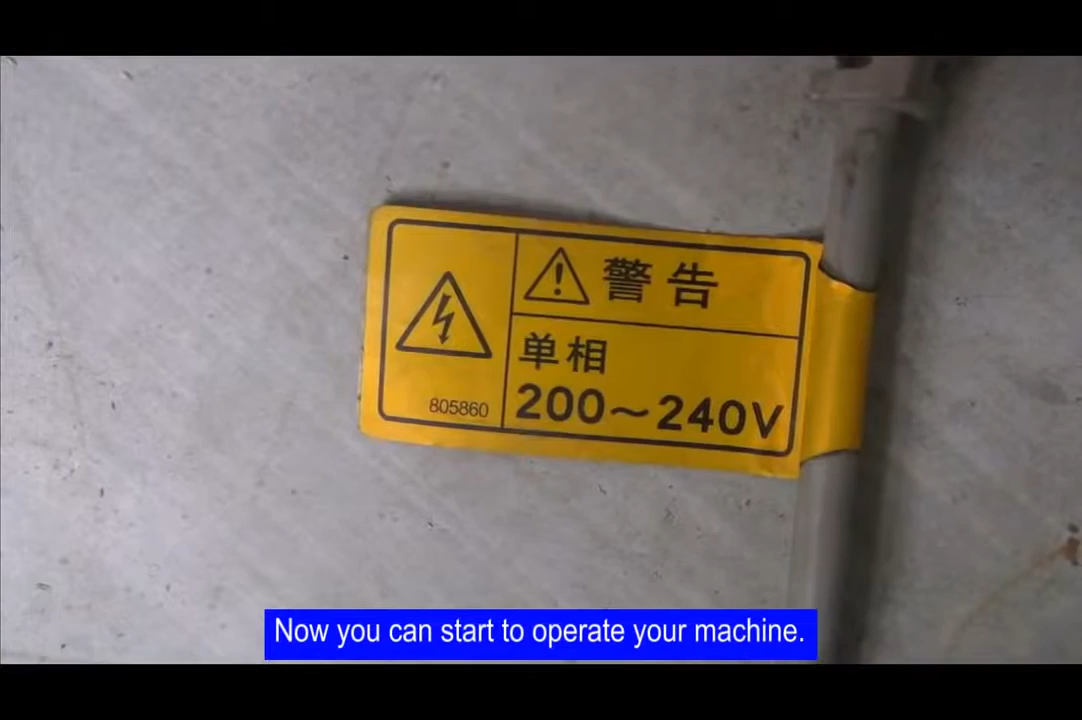 警告
单相
200～240V
805860
Now you can start to operate your machine.